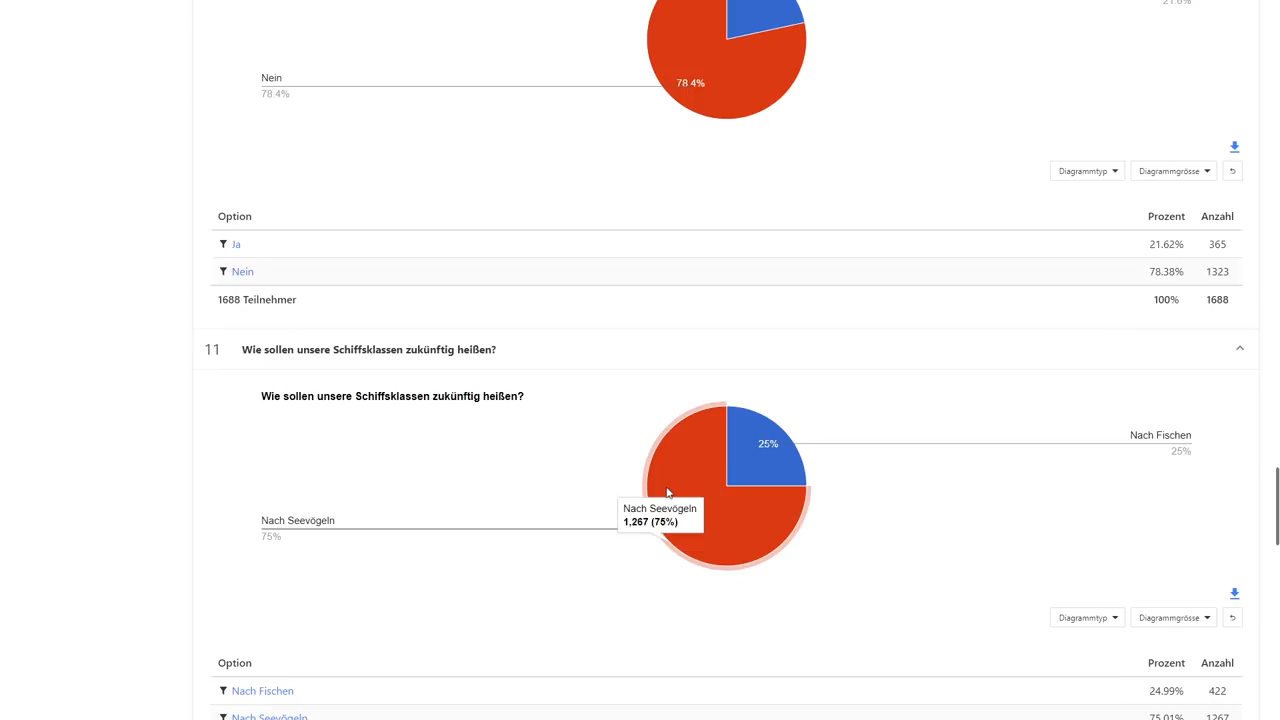 21.6%
Nein
78.4%
78.4%
Diagrammtyp
Diagrammgrösse
Option Prozent Anzahl
Ja 21.62% 365
Nein 78.38% 1323
1688 Teilnehmer 100% 1688
11 Wie sollen unsere Schiffsklassen zukünftig heißen?
Wie sollen unsere Schiffsklassen zukünftig heißen?
Nach Fischen
25%
25%
Nach Seevögeln
1,267 (75%)
Nach Seevögeln
75%
Diagrammtyp
Diagrammgrösse
Option Prozent Anzahl
Nach Fischen 24.99% 422
Nach Seevögeln 75.01% 1267